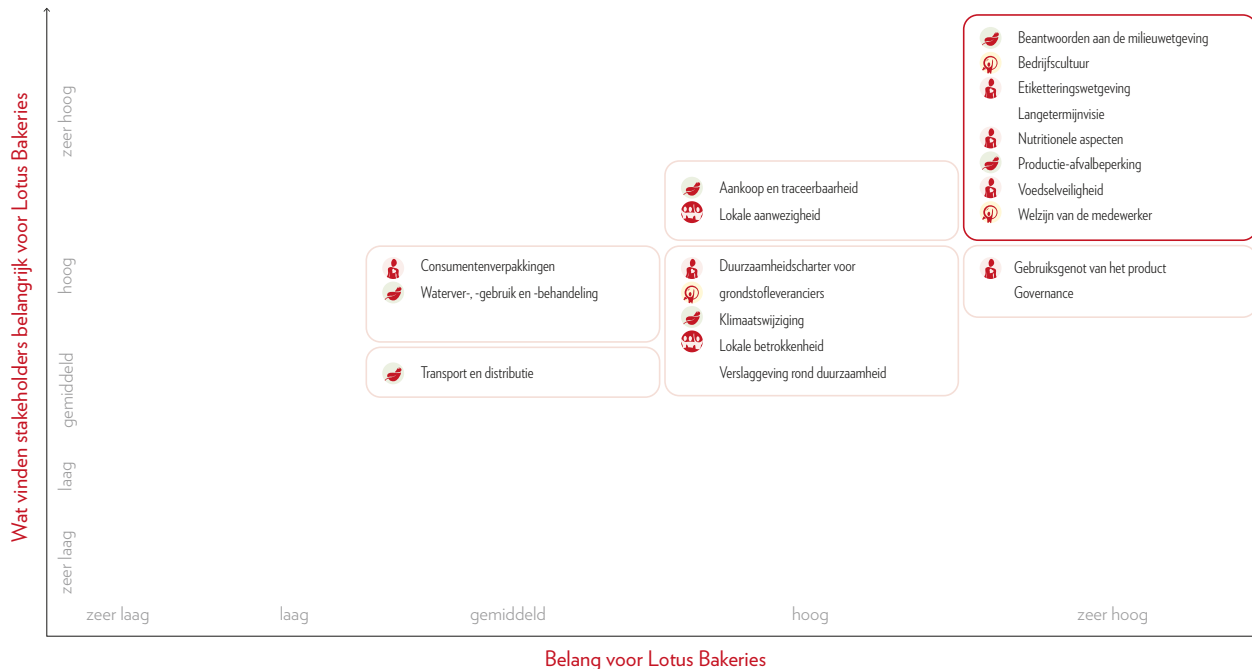 Wat vinden stakeholders belangrijk voor Lotus Bakeries
zeer hoog
hoog
gemiddeld
laag
zeer laag
Beantwoorden aan de milieuwetgeving
Bedrijfscultuur
Etiketteringswetgeving
Langetermijnvisie
Nutritionele aspecten
Productie-afvalbeperking
Voedselveiligheid
Welzijn van de medewerker
Aankoop en traceerbaarheid
Lokale aanwezigheid
Consumentenverpakkingen
Waterver-, -gebruik en -behandeling
Duurzaamheidscharter voor
grondstofleveranciers
Klimaatswijziging
Lokale betrokkenheid
Verslaggeving rond duurzaamheid
Gebruiksgenot van het product
Governance
Transport en distributie
zeer laag
laag
gemiddeld
hoog
zeer hoog
Belang voor Lotus Bakeries